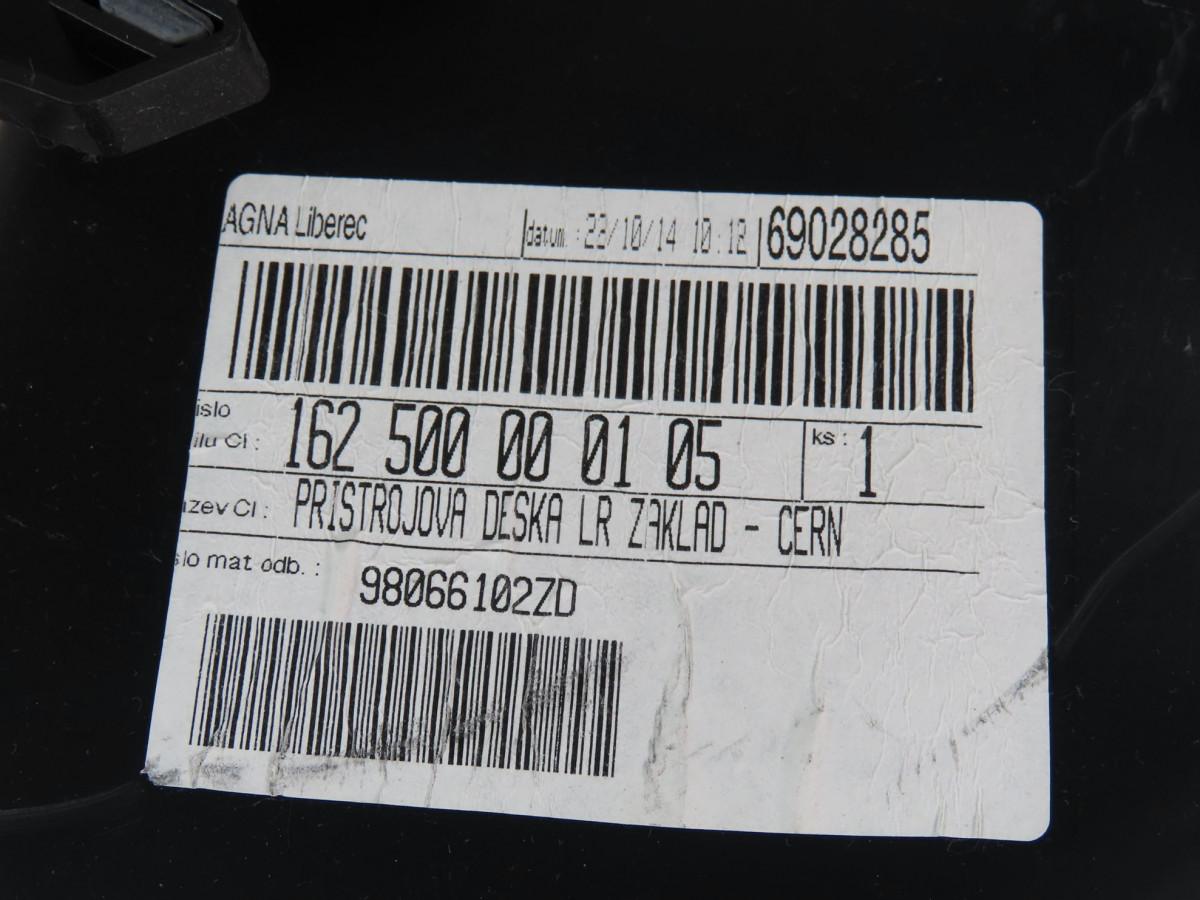 AGNA Liberec datum : 22/10/14 10:12 69028285
islo
ilu CI : 162 500 00 01 05 ks : 1
azev CI : PRISTROJOVA DESKA LR ZAKLAD - CERN
slo mat. odb. :
98066102ZD